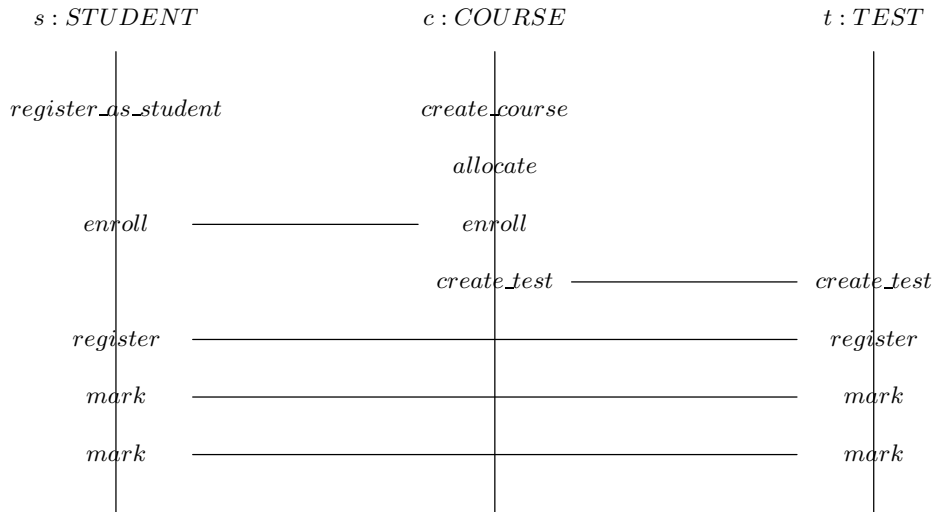 s : STUDENT c : COURSE t : TEST
register_as_student create_course
allocate
enroll enroll
create_test create_test
register register
mark mark
mark mark